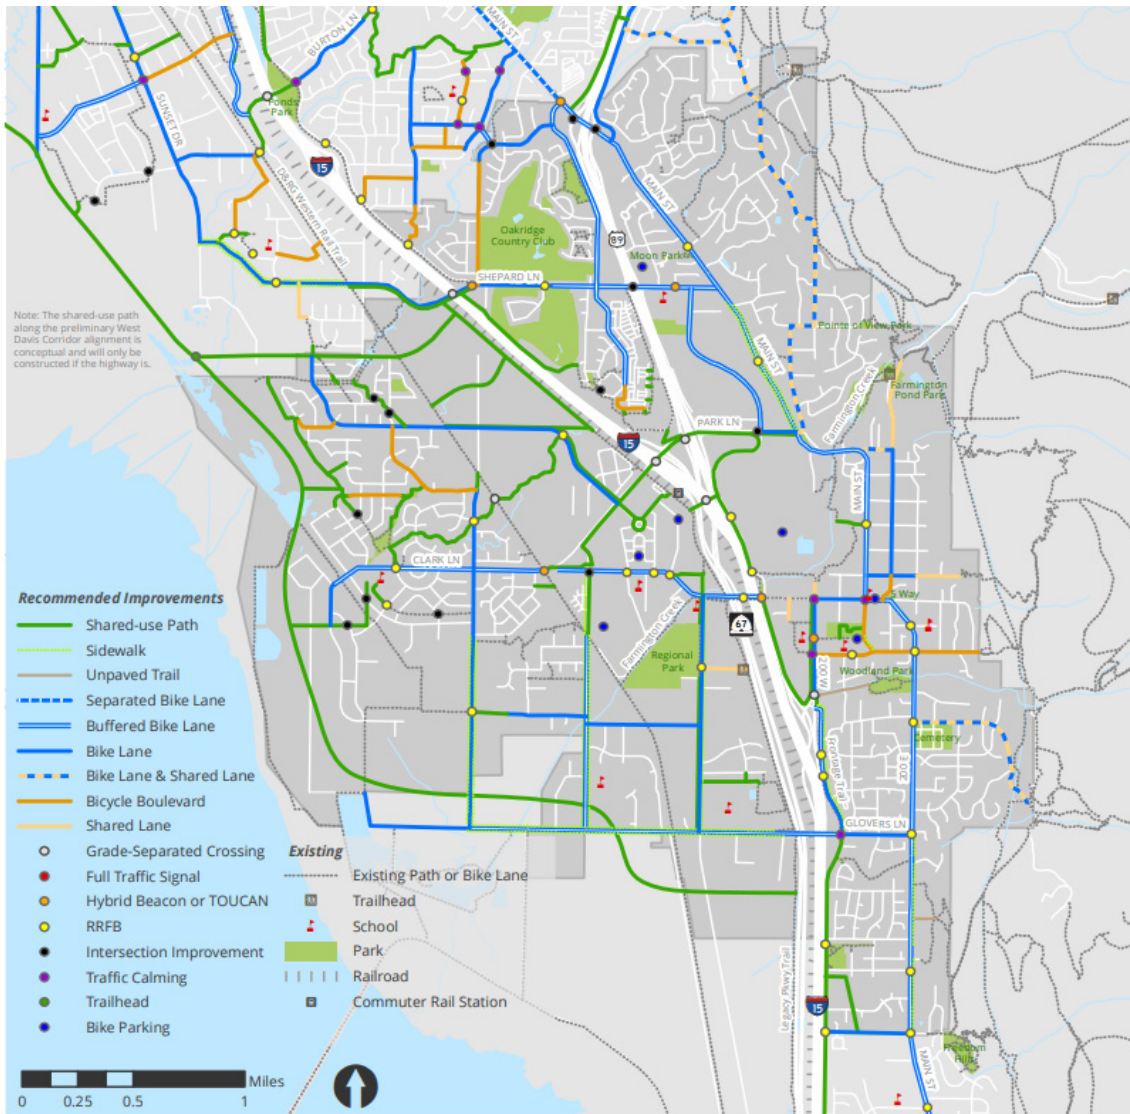 BURTON LN
MAIN ST
SUNSET DR
Ponds
Park
15
D&RG Western Rail Trail
MAIN ST
Oakridge
Country Club
89
Moon Park
SHEPARD LN
Note: The shared-use path
along the preliminary West
Davis Corridor alignment is
conceptual and will only be
constructed if the highway is.
Pointe of View Park
MAIN ST
Farmington
Pond Park
Farmington Creek
PARK LN
15
MAIN ST
CLARK LN
S Way
67
Farmington Creek
Regional
Park
200 W
Woodland Park
Frontage Trail
200 E
Cemetery
GLOVERS LN
Legacy Pkwy Trail
15
Freedom
Hills
MAIN ST
Recommended Improvements
Shared-use Path
Sidewalk
Unpaved Trail
Separated Bike Lane
Buffered Bike Lane
Bike Lane
Bike Lane & Shared Lane
Bicycle Boulevard
Shared Lane
Grade-Separated Crossing
Full Traffic Signal
Hybrid Beacon or TOUCAN
RRFB
Intersection Improvement
Traffic Calming
Trailhead
Bike Parking
Existing
Existing Path or Bike Lane
Trailhead
School
Park
Railroad
Commuter Rail Station
Miles
0 0.25 0.5 1